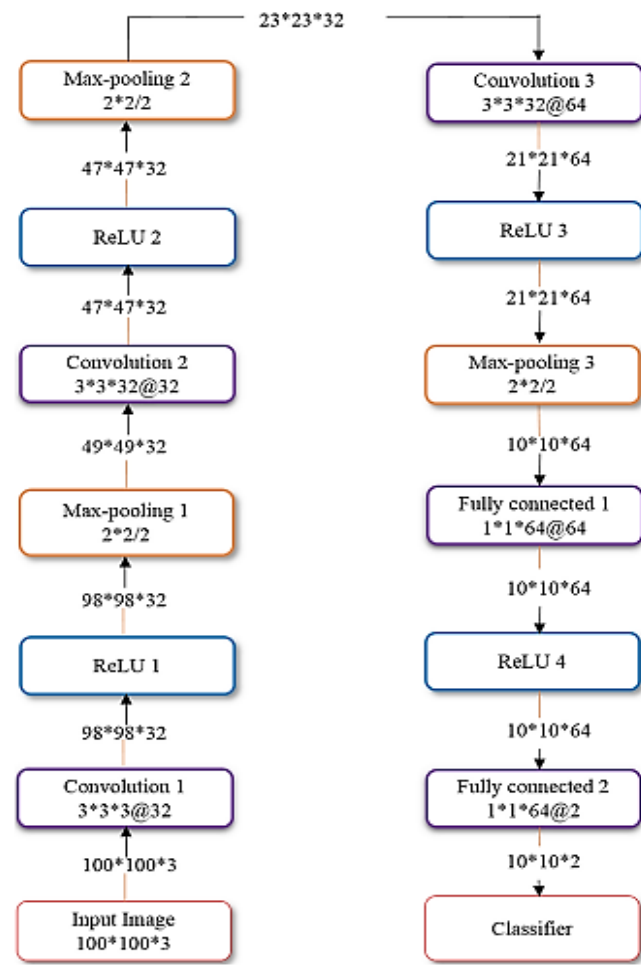 23*23*32
Max-pooling 2
2*2/2
47*47*32
ReLU 2
47*47*32
Convolution 2
3*3*32@32
49*49*32
Max-pooling 1
2*2/2
98*98*32
ReLU 1
98*98*32
Convolution 1
3*3*3@32
100*100*3
Input Image
100*100*3
Convolution 3
3*3*32@64
21*21*64
ReLU 3
21*21*64
Max-pooling 3
2*2/2
10*10*64
Fully connected 1
1*1*64@64
10*10*64
ReLU 4
10*10*64
Fully connected 2
1*1*64@2
10*10*2
Classifier